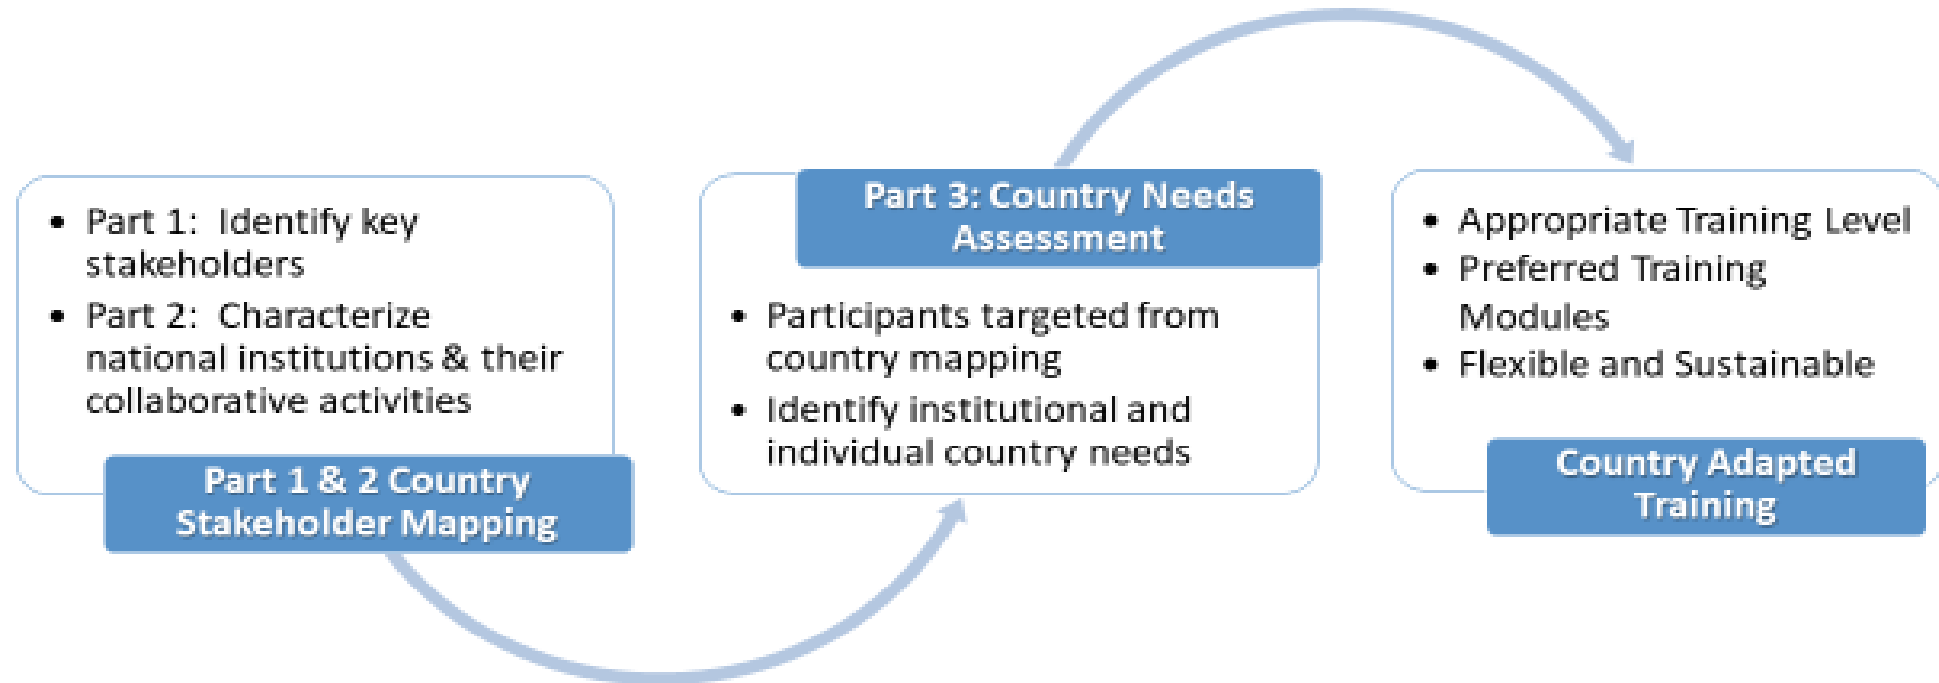 • Part 1: Identify key
stakeholders
• Part 2: Characterize
national institutions & their
collaborative activities
Part 1 & 2 Country
Stakeholder Mapping
Part 3: Country Needs
Assessment
• Participants targeted from
country mapping
• Identify institutional and
individual country needs
• Appropriate Training Level
• Preferred Training
Modules
• Flexible and Sustainable
Country Adapted
Training